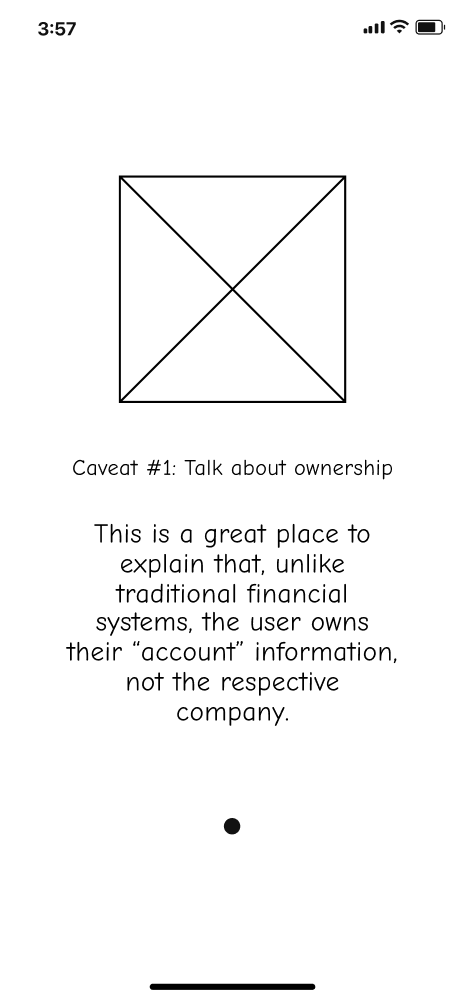 3:57
Caveat #1: Talk about ownership
This is a great place to
explain that, unlike
traditional financial
systems, the user owns
their “account” information,
not the respective
company.